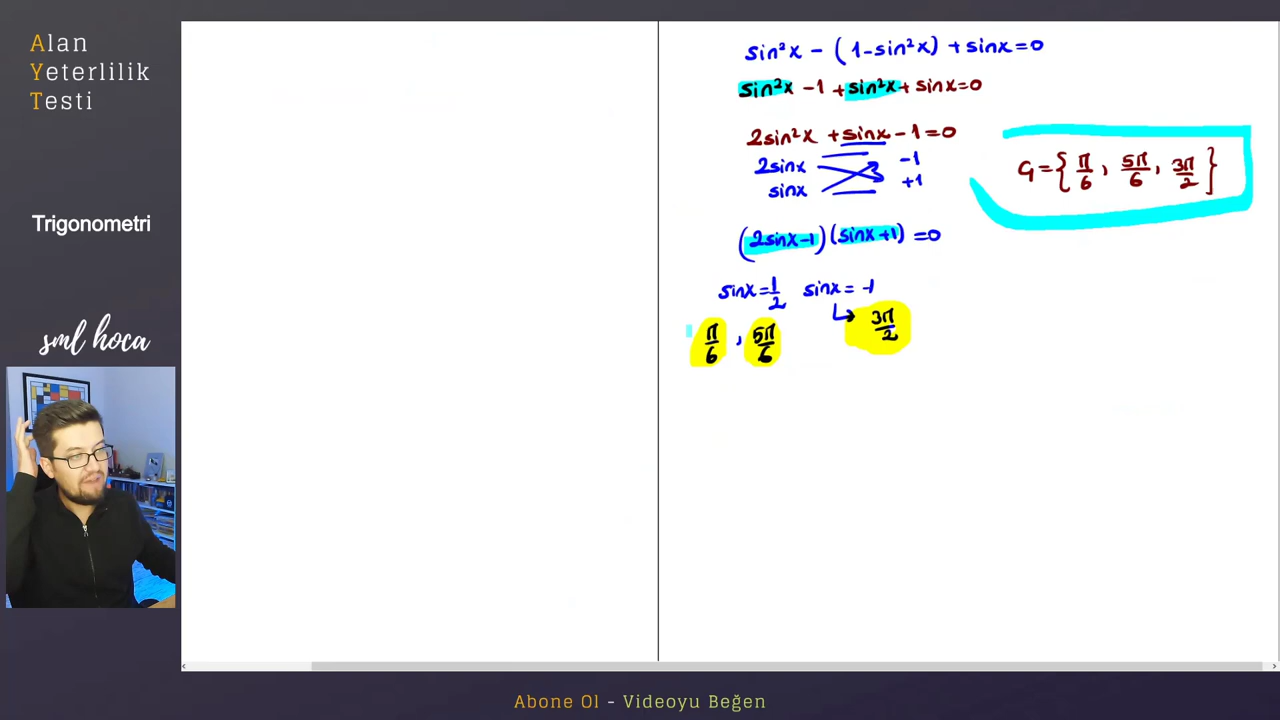 Alan
Yeterlilik
Testi
Trigonometri
sml hoca
sin²x - (1-sin²x) + sinx=0
sin²x -1 + sin²x + sinx=0
2sin²x + sinx - 1=0
2sinx -1
sinx +1
(2sinx-1)(sinx+1) =0
sinx=1/2 sinx= -1
π/6 , 5π/6 3π/2
Ç={π/6, 5π/6, 3π/2}
Abone Ol - Videoyu Beğen